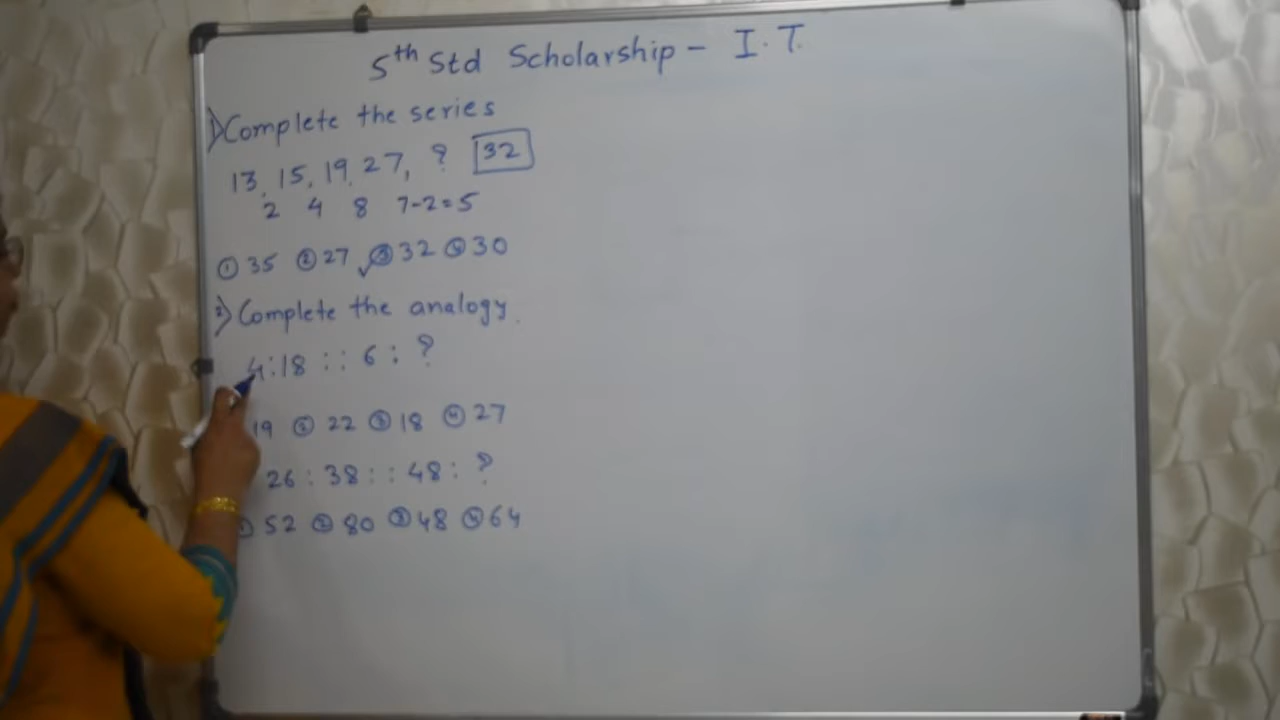 5th Std Scholarship - I.T.
1) Complete the series
13, 15, 19, 27, ? 32
2 4 8 7-2=5
① 35 ② 27 ✓③ 32 ④ 30
2) Complete the analogy.
4:18 :: 6: ?
19 ② 22 ③ 18 ④ 27
26 : 38 :: 48 : ?
① 52 ② 80 ③ 48 ④ 64